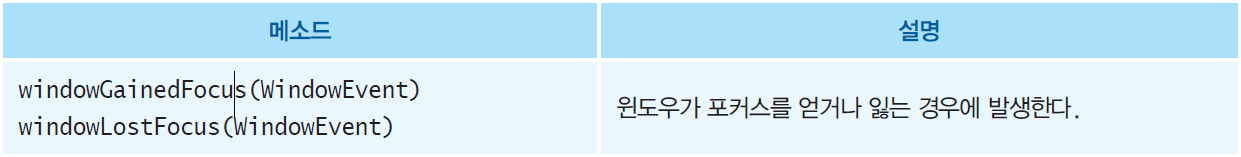 메소드
설명
windowGainedFocus(WindowEvent)
windowLostFocus(WindowEvent)
윈도우가 포커스를 얻거나 잃는 경우에 발생한다.